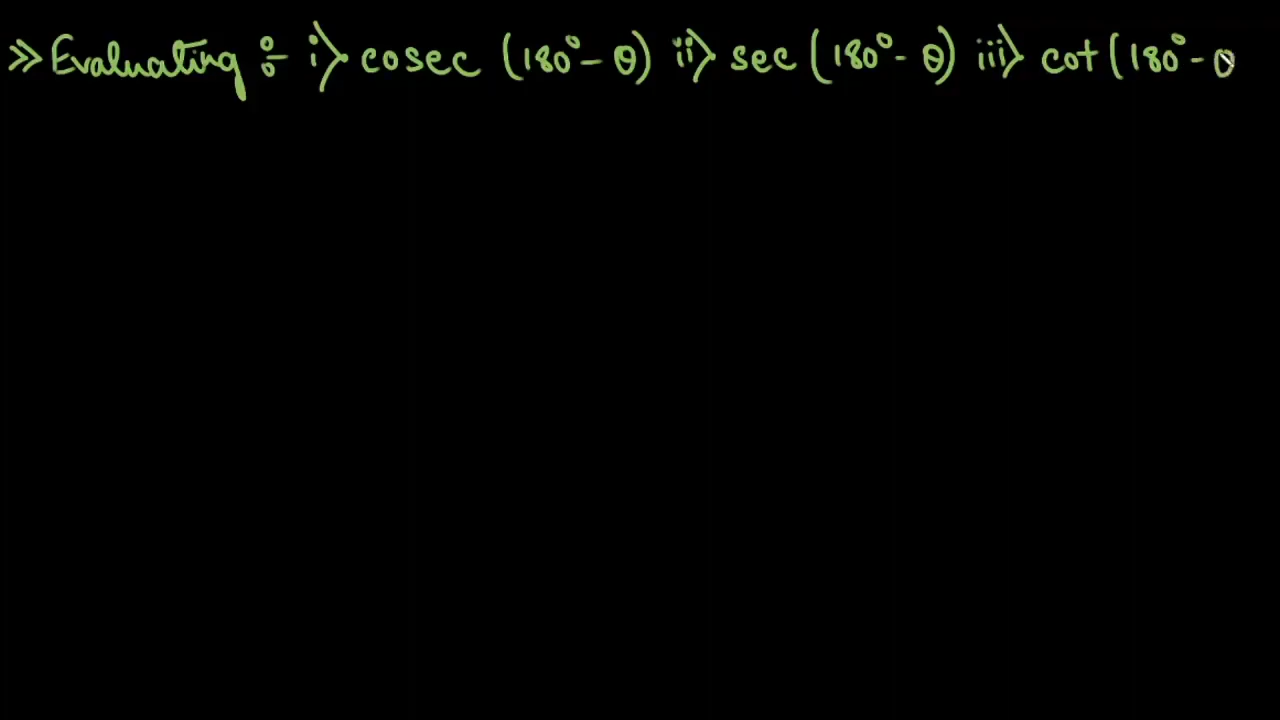 >> Evaluating :- i> cosec (180° - θ) ii> sec (180° - θ) iii> cot (180° - θ